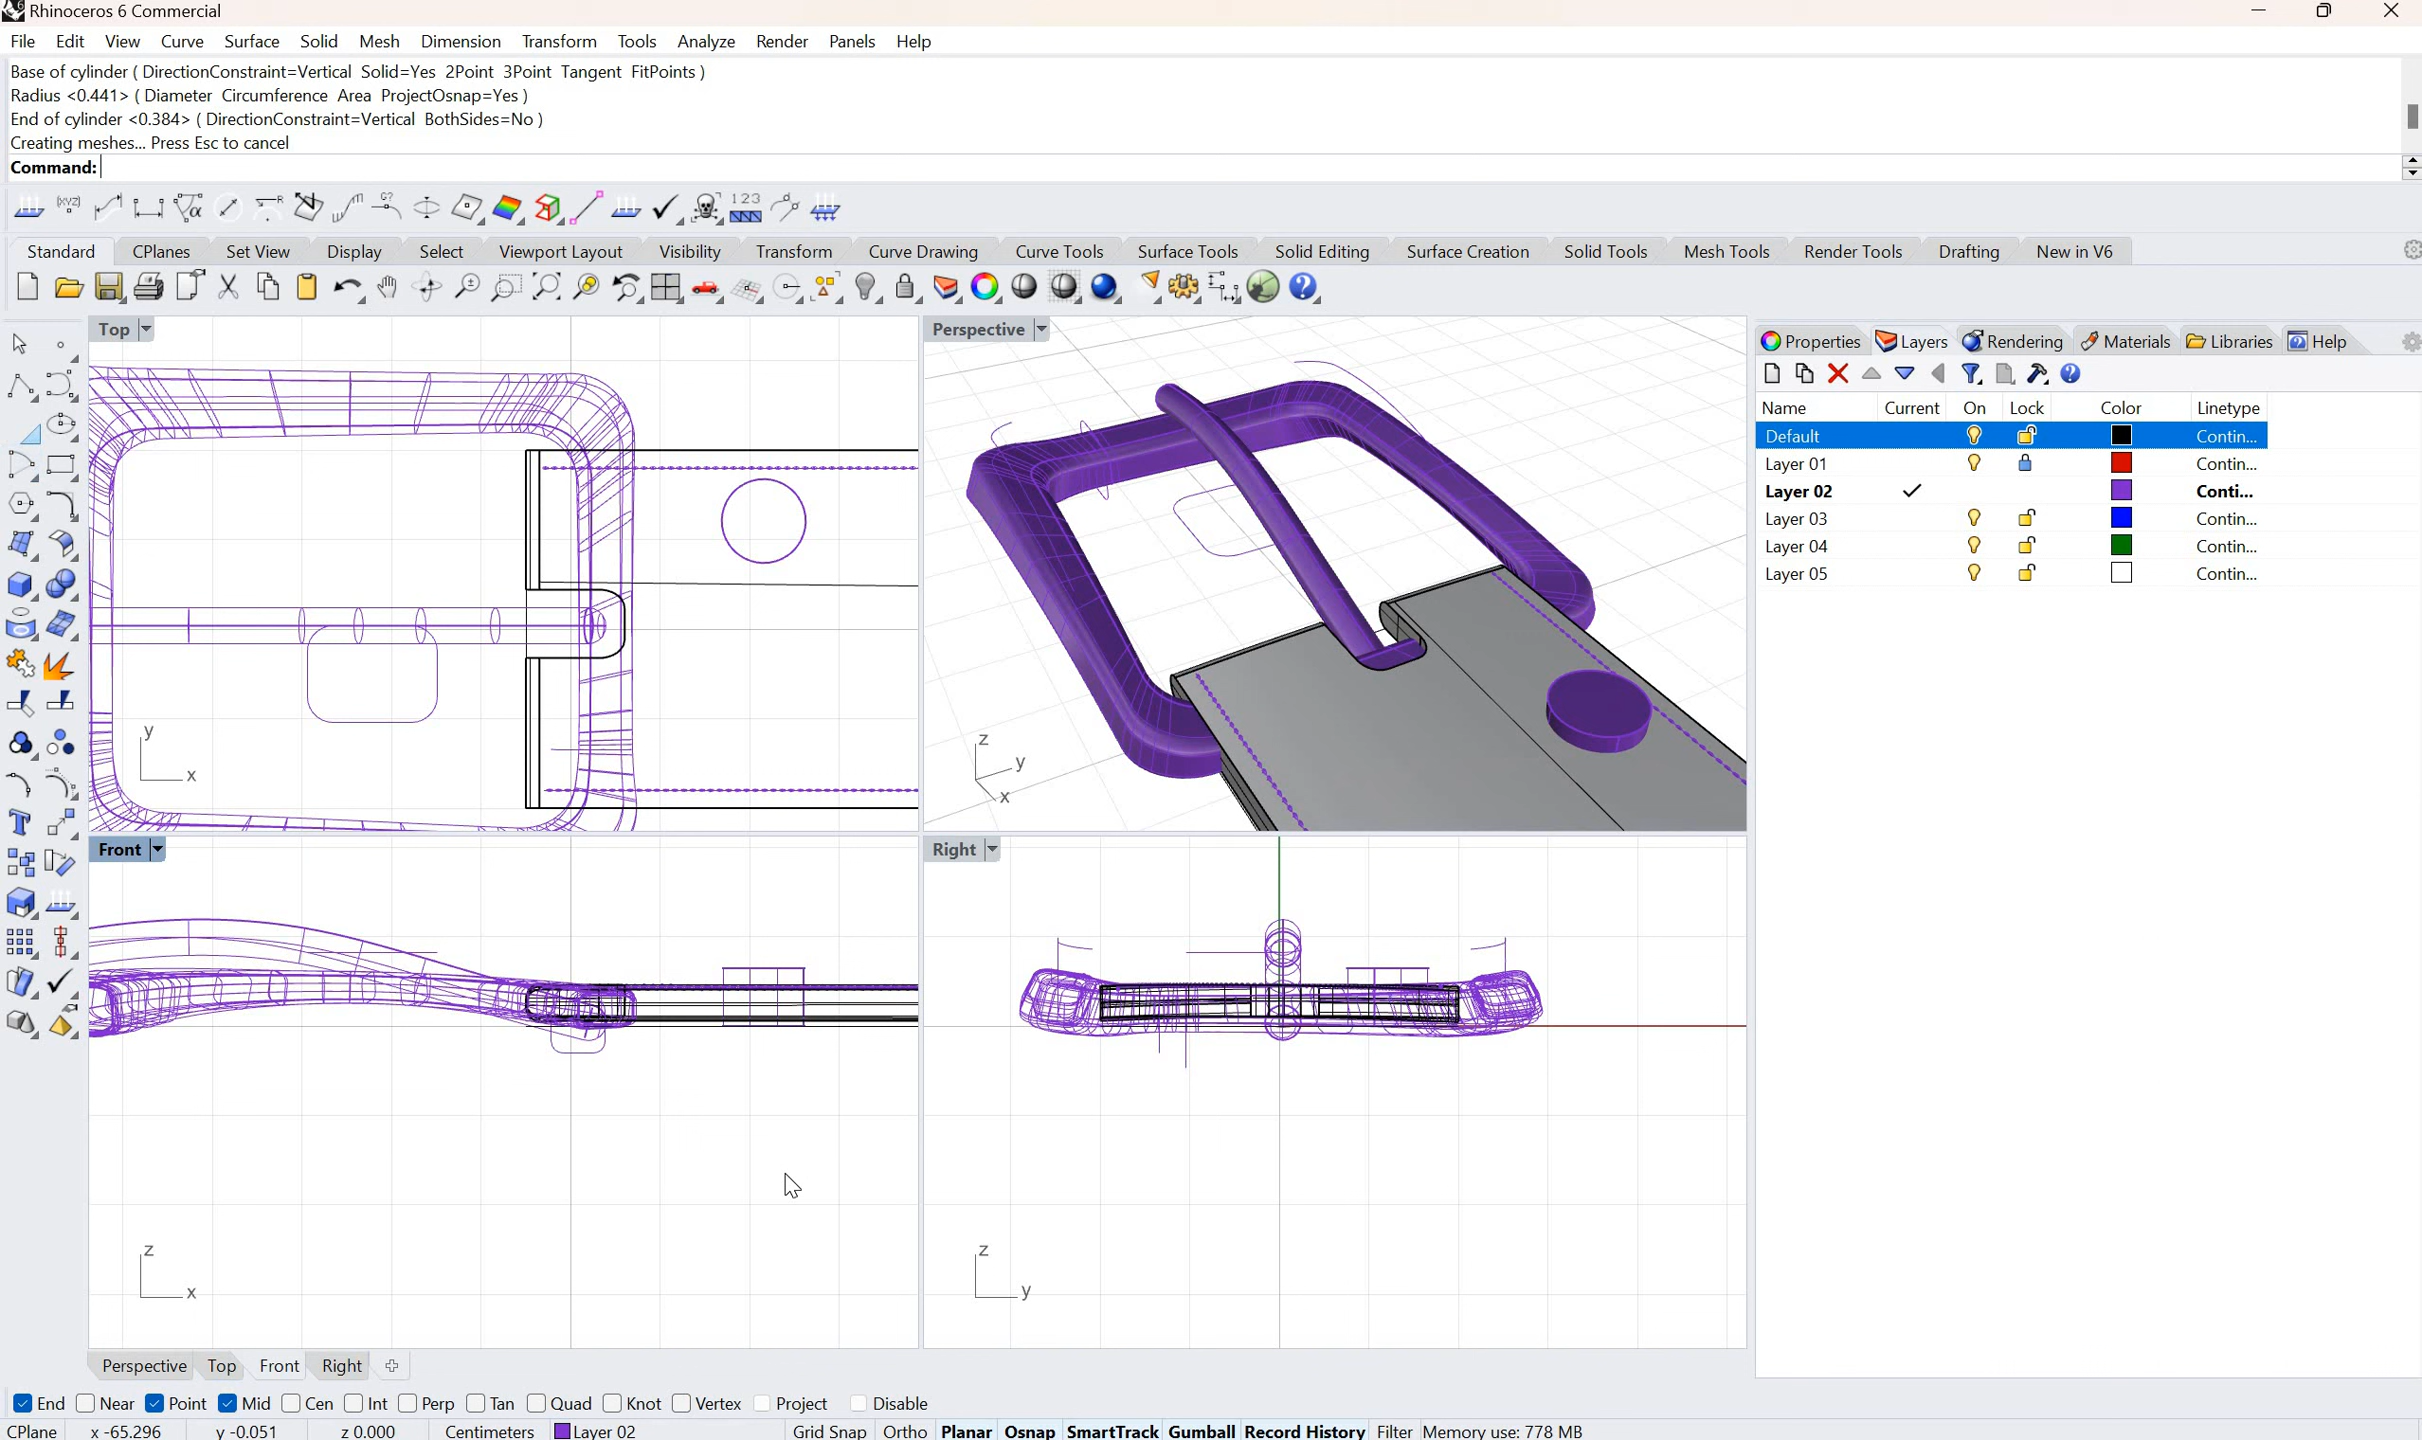 Rhinoceros 6 Commercial
File Edit View Curve Surface Solid Mesh Dimension Transform Tools Analyze Render Panels Help
Base of cylinder ( DirectionConstraint=Vertical Solid=Yes 2Point 3Point Tangent FitPoints )
Radius <0.441> ( Diameter Circumference Area ProjectOsnap=Yes )
End of cylinder <0.384> ( DirectionConstraint=Vertical BothSides=No )
Creating meshes... Press Esc to cancel
Command:
Standard CPlanes Set View Display Select Viewport Layout Visibility Transform Curve Drawing Curve Tools Surface Tools Solid Editing Surface Creation Solid Tools Mesh Tools Render Tools Drafting New in V6
Top
y
x
Perspective
z
y
x
Front
z
x
Right
z
y
Properties Layers Rendering Materials Libraries Help
Name Current On Lock Color Linetype
Default Contin...
Layer 01 Contin...
Layer 02 Conti...
Layer 03 Contin...
Layer 04 Contin...
Layer 05 Contin...
Perspective Top Front Right
End Near Point Mid Cen Int Perp Tan Quad Knot Vertex Project Disable
CPlane x -65.296 y -0.051 z 0.000 Centimeters Layer 02 Grid Snap Ortho Planar Osnap SmartTrack Gumball Record History Filter Memory use: 778 MB